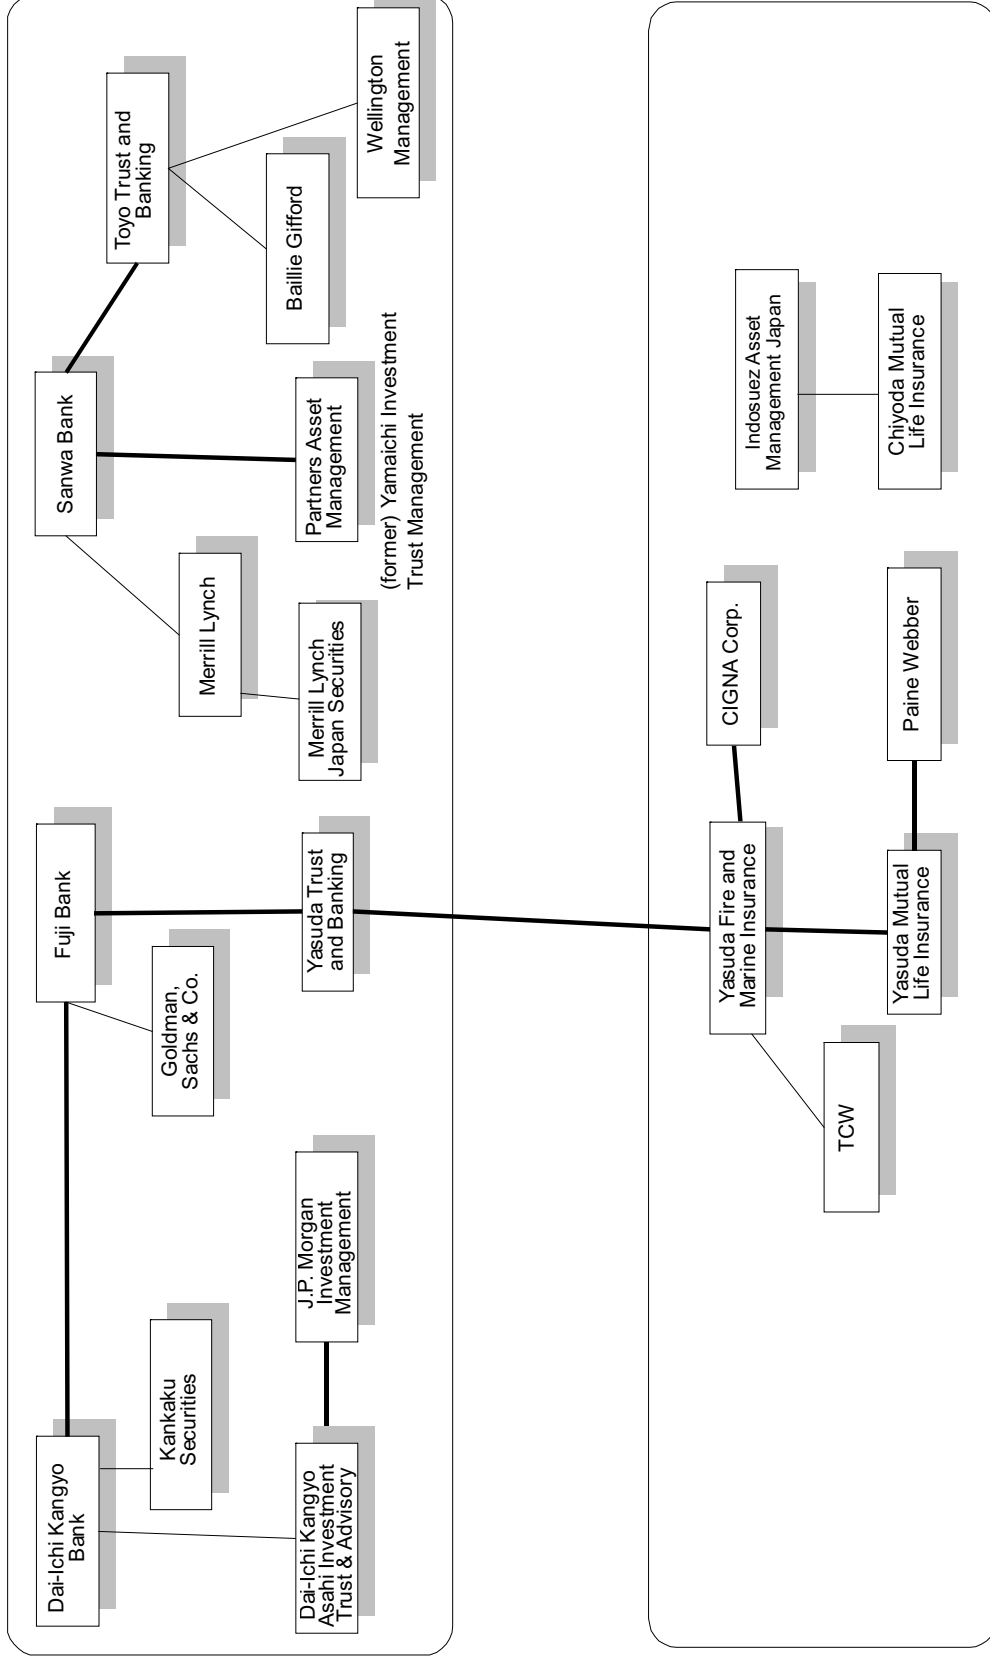 Dai-Ichi Kangyo
Bank
Fuji Bank
Sanwa Bank
Toyo Trust and
Banking
Kankaku
Securities
Goldman,
Sachs & Co.
Merrill Lynch
Baillie Gifford
Wellington
Management
Dai-Ichi Kangyo
Asahi Investment
Trust & Advisory
J.P. Morgan
Investment
Management
Yasuda Trust
and Banking
Merrill Lynch
Japan Securities
Partners Asset
Management
(former) Yamaichi Investment
Trust Management
Yasuda Fire and
Marine Insurance
CIGNA Corp.
Indosuez Asset
Management Japan
TCW
Yasuda Mutual
Life Insurance
Paine Webber
Chiyoda Mutual
Life Insurance